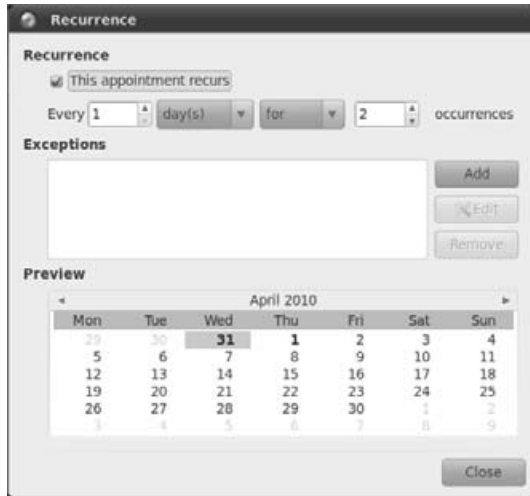 Recurrence
Recurrence
This appointment recurs
Every 1 day(s) for 2 occurrences
Exceptions
Add
Edit
Remove
Preview
April 2010
Mon Tue Wed Thu Fri Sat Sun
29 30 31 1 2 3 4
5 6 7 8 9 10 11
12 13 14 15 16 17 18
19 20 21 22 23 24 25
26 27 28 29 30 1 2
3 4 5 6 7 8 9
Close